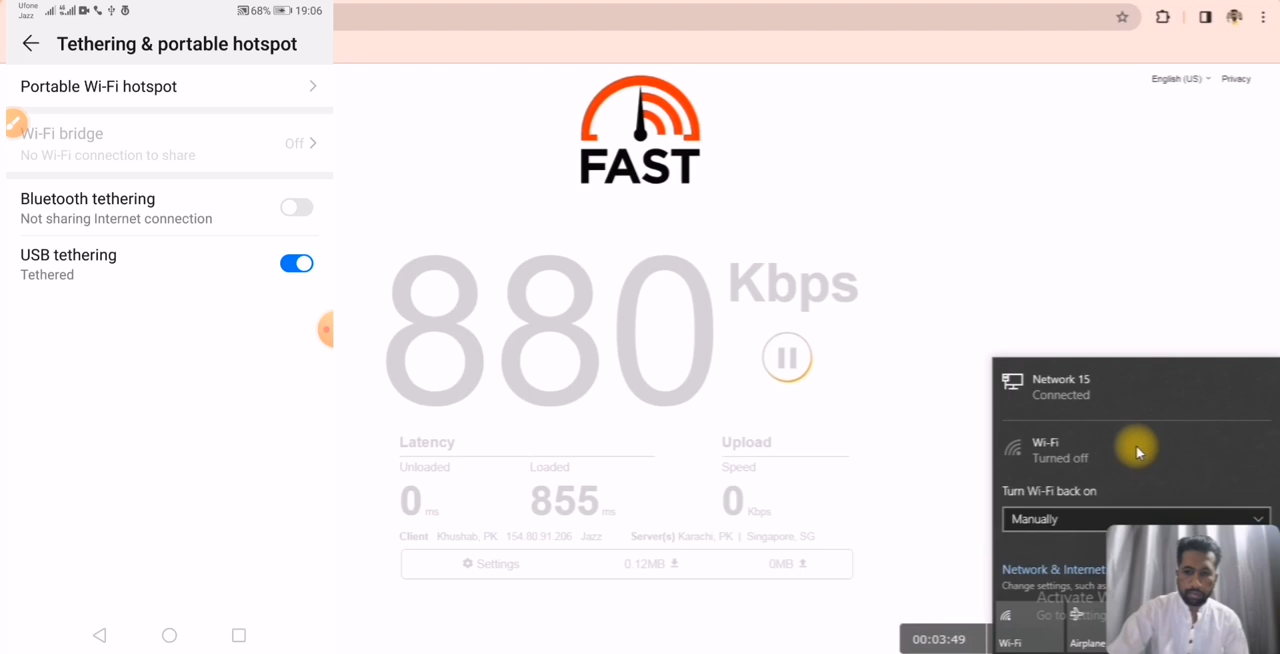 Ufone
Jazz
68%
19:06
Tethering & portable hotspot
Portable Wi-Fi hotspot
Wi-Fi bridge
No Wi-Fi connection to share
Off
Bluetooth tethering
Not sharing Internet connection
USB tethering
Tethered
English (US)
Privacy
FAST
880 Kbps
Latency
Upload
Unloaded
Loaded
Speed
0 ms
855 ms
0 Kbps
Client Khushab, PK 154.80.91.206 Jazz Server(s) Karachi, PK | Singapore, SG
Settings
0.12MB
0MB
Network 15
Connected
Wi-Fi
Turned off
Turn Wi-Fi back on
Manually
Network & Internet
Change settings, such as
Activate
Go to
Wi-Fi
Airplane
00:03:49